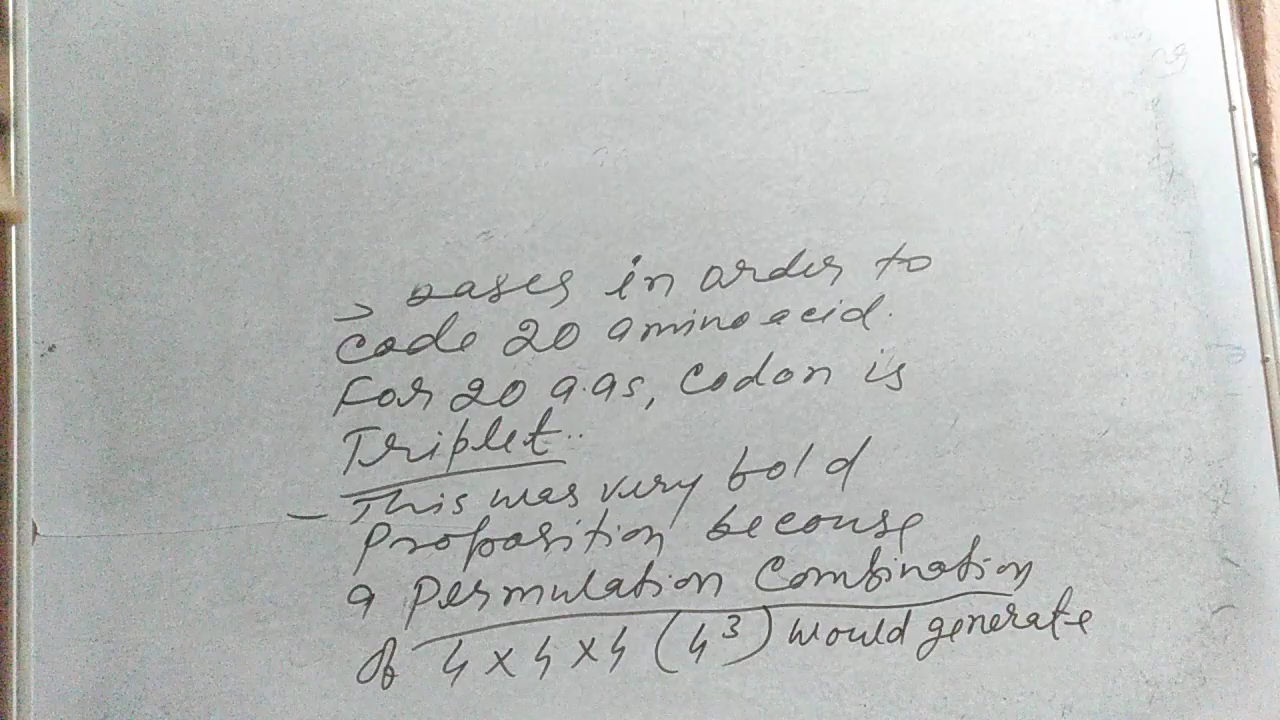 > bases in order to
Code 20 amino acid.
For 20 a.as, Codon is
Triplet..
- This was very bold
Proposition because
a Permulation Combination
of 4 x 4 x 4 (4³) would generate